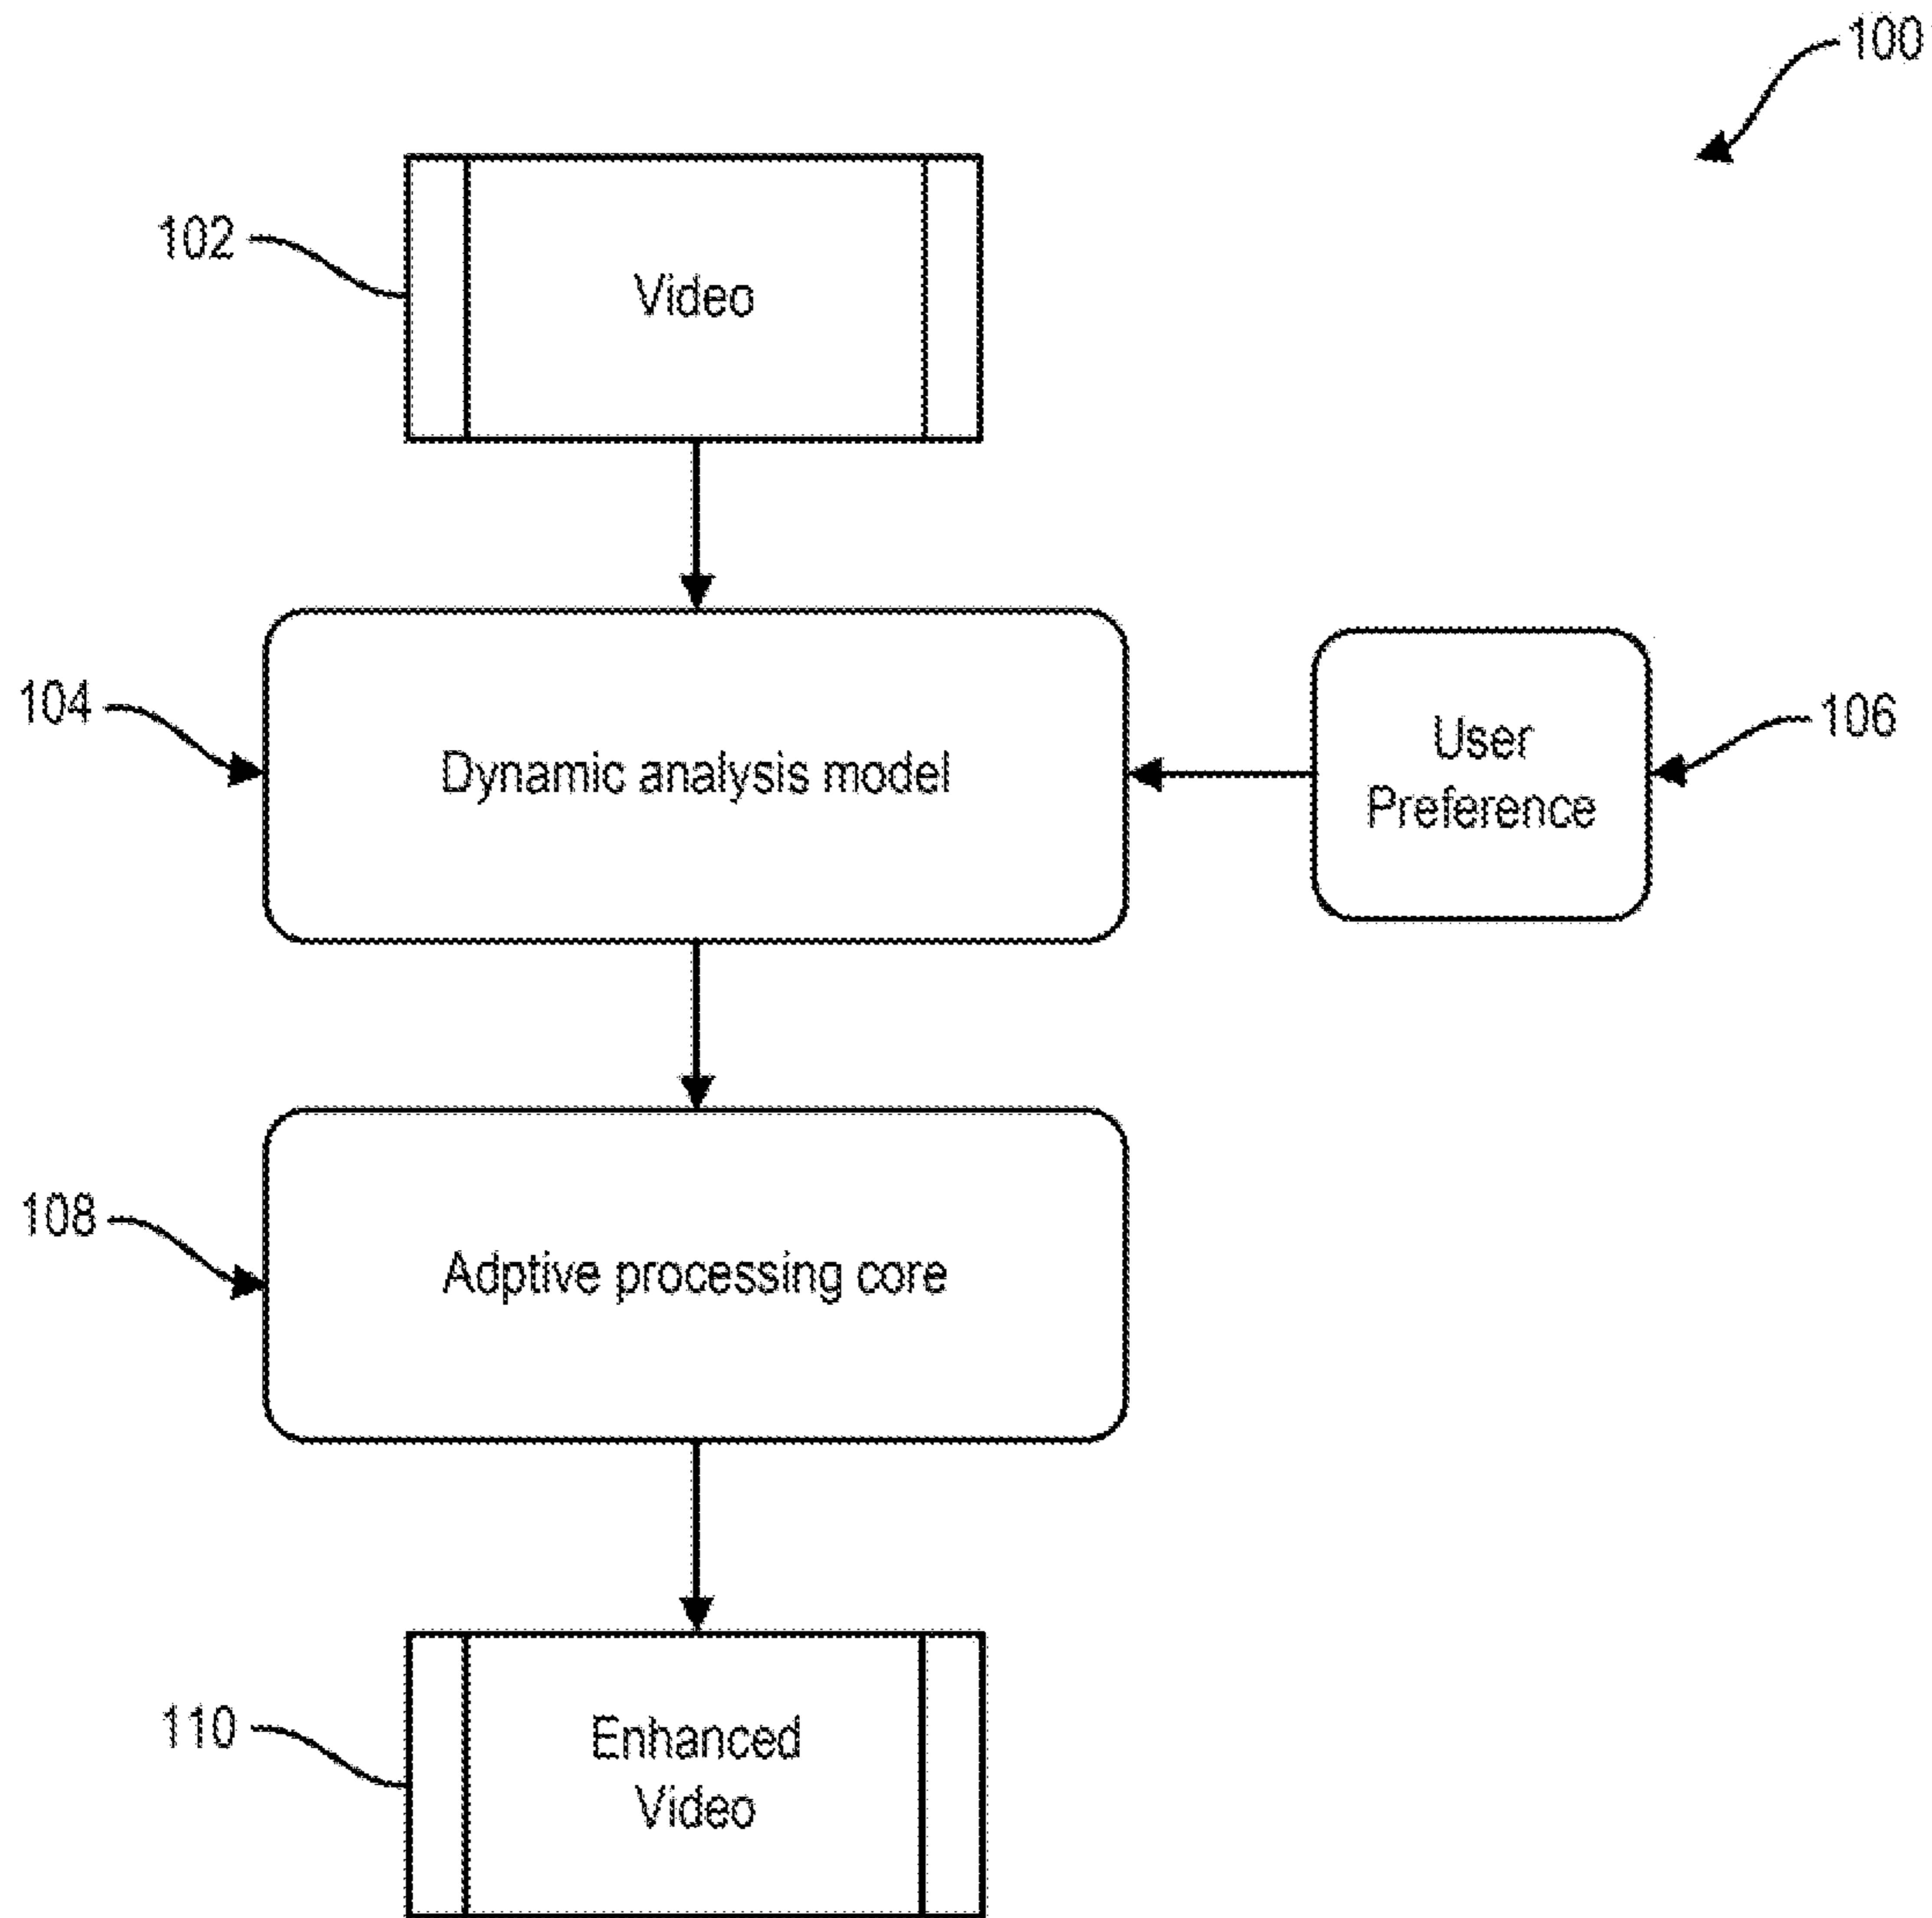 100
102
Video
104
Dynamic analysis model
User
Preference
106
108
Adptive processing core
110
Enhanced
Video